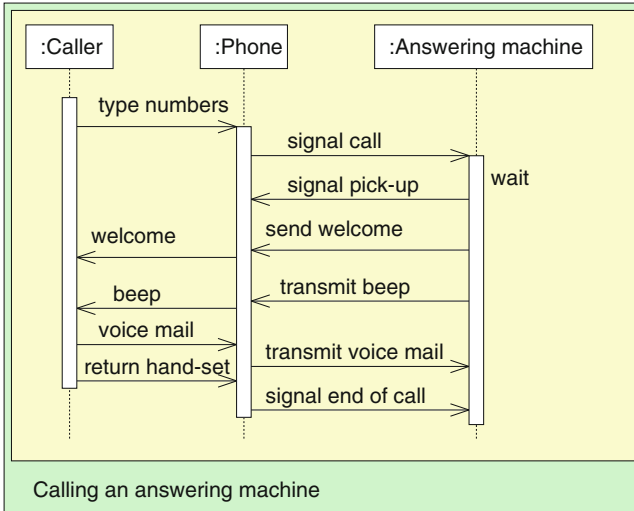 :Caller
:Phone
:Answering machine
type numbers
signal call
wait
signal pick-up
send welcome
welcome
transmit beep
beep
voice mail
transmit voice mail
return hand-set
signal end of call
Calling an answering machine